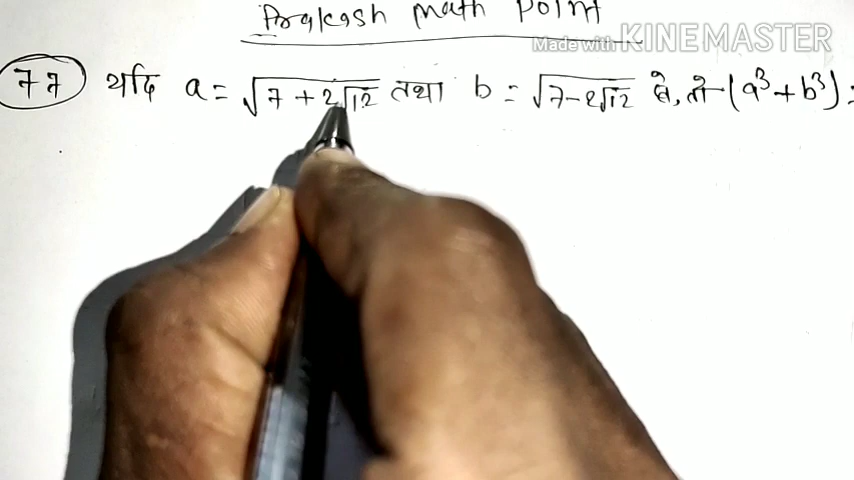 Prakash Math Point
Made with KINEMASTER
77 यदि a = √7 + 2√12 तथा b = √7 - 2√12 हो, तो (a³ + b³) =